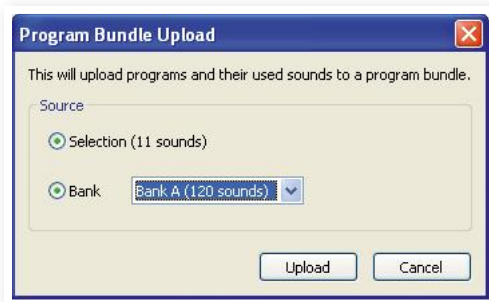 Program Bundle Upload
This will upload programs and their used sounds to a program bundle.
Source
Selection (11 sounds)
Bank Bank A (120 sounds)
Upload Cancel